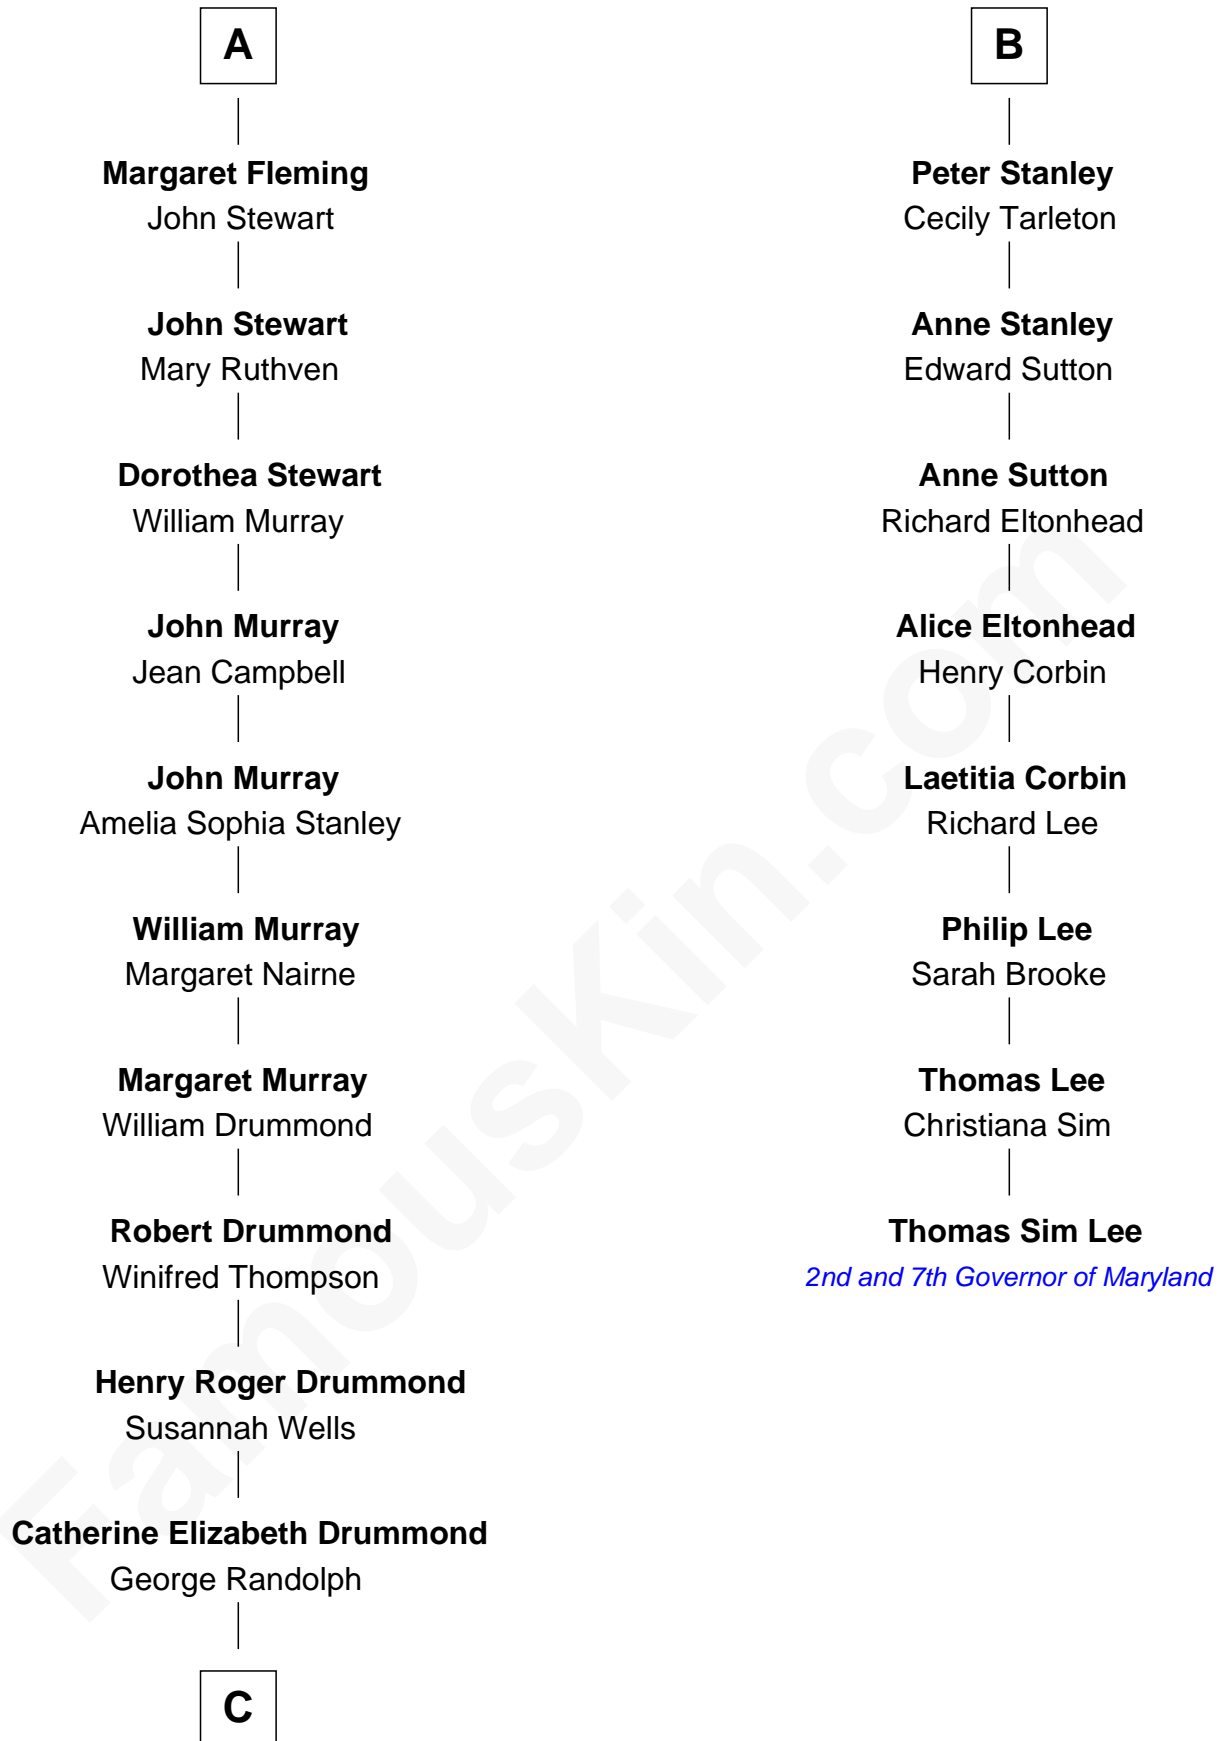 A
Margaret Fleming
John Stewart
John Stewart
Mary Ruthven
Dorothea Stewart
William Murray
John Murray
Jean Campbell
John Murray
Amelia Sophia Stanley
William Murray
Margaret Nairne
Margaret Murray
William Drummond
Robert Drummond
Winifred Thompson
Henry Roger Drummond
Susannah Wells
Catherine Elizabeth Drummond
George Randolph
C
B
Peter Stanley
Cecily Tarleton
Anne Stanley
Edward Sutton
Anne Sutton
Richard Eltonhead
Alice Eltonhead
Henry Corbin
Laetitia Corbin
Richard Lee
Philip Lee
Sarah Brooke
Thomas Lee
Christiana Sim
Thomas Sim Lee
2nd and 7th Governor of Maryland
FamousKin.com